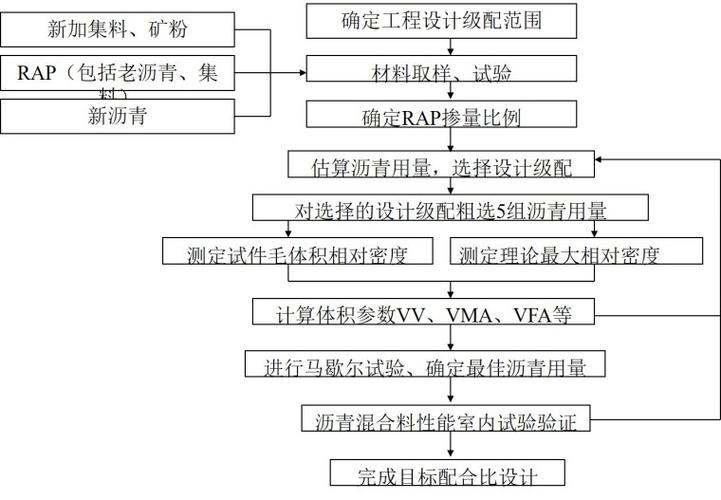 确定工程设计级配范围
新加集料、矿粉
RAP（包括老沥青、集
料）
材料取样、试验
新沥青
确定RAP掺量比例
估算沥青用量，选择设计级配
对选择的设计级配粗选5组沥青用量
测定试件毛体积相对密度
测定理论最大相对密度
计算体积参数VV、VMA、VFA等
进行马歇尔试验、确定最佳沥青用量
沥青混合料性能室内试验验证
完成目标配合比设计